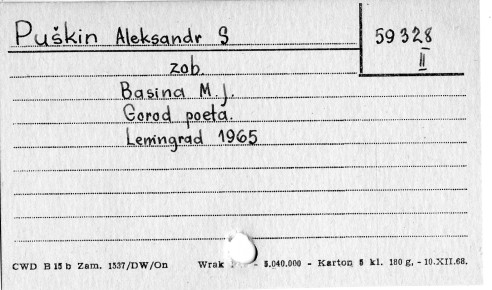 Puškin Aleksandr S 59328
II
zob.
Basina M.J.
Gorod poeta.
Leningrad 1965
CWD B 15 b Zam. 1537/DW/On Wrak - 5.040.000 - Karton 5 kl. 180 g. - 10.XII.68.